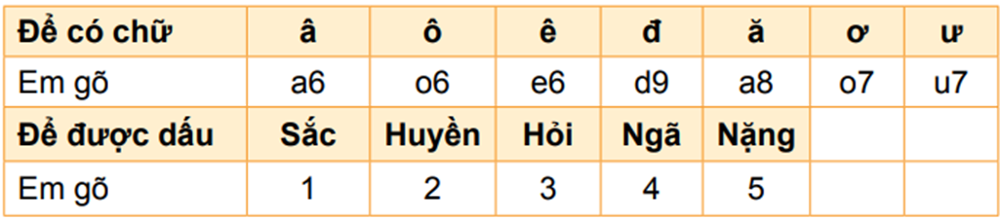 Để có chữ â ô ê đ ă ơ ư
Em gõ a6 o6 e6 d9 a8 o7 u7
Để được dấu Sắc Huyền Hỏi Ngã Nặng
Em gõ 1 2 3 4 5